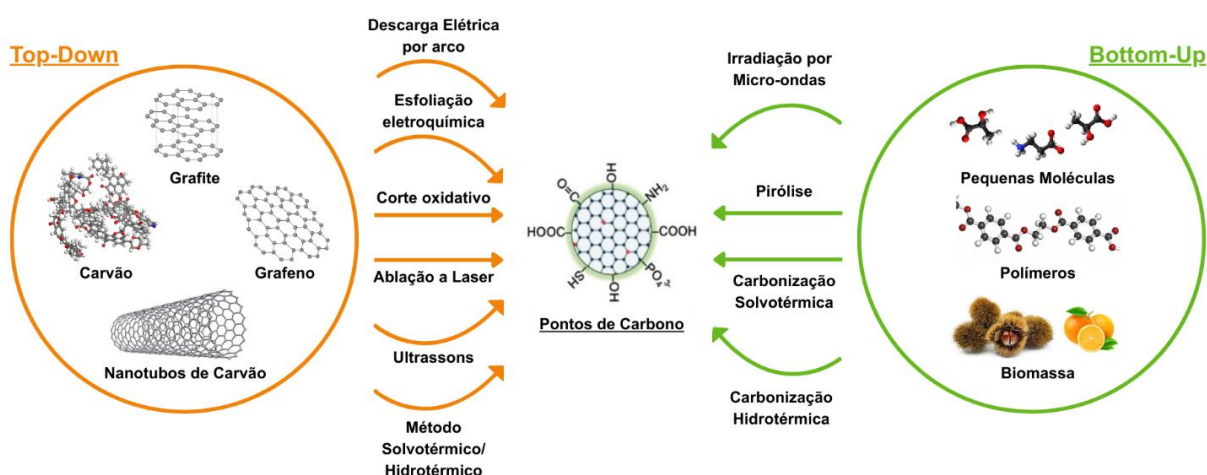 Top-Down
Grafite
Carvão
Grafeno
Nanotubos de Carvão
Descarga Elétrica
por arco
Esfoliação
eletroquímica
Corte oxidativo
Ablação a Laser
Ultrassons
Método
Solvotérmico/
Hidrotérmico
HO
O=C
NH₂
HOOC
COOH
HS
HO
PO₄³⁻
Pontos de Carbono
Irradiação por
Micro-ondas
Pirólise
Carbonização
Solvotérmica
Carbonização
Hidrotérmica
Bottom-Up
Pequenas Moléculas
Polímeros
Biomassa